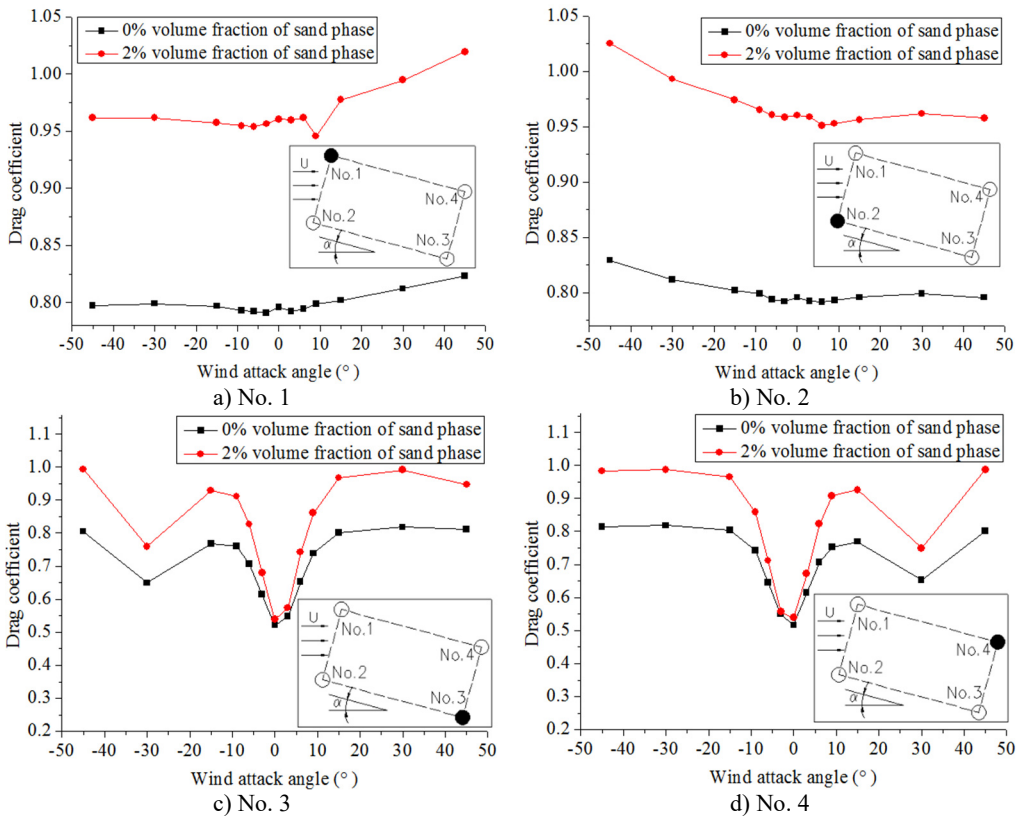 0% volume fraction of sand phase
2% volume fraction of sand phase
Drag coefficient
1.05
1.00
0.95
0.90
0.85
0.80
U
No.1
No.2
No.3
No.4
α
-50 -40 -30 -20 -10 0 10 20 30 40 50
Wind attack angle (°)
a) No. 1
0% volume fraction of sand phase
2% volume fraction of sand phase
Drag coefficient
1.05
1.00
0.95
0.90
0.85
0.80
U
No.1
No.2
No.3
No.4
α
-50 -40 -30 -20 -10 0 10 20 30 40 50
Wind attack angle (°)
b) No. 2
0% volume fraction of sand phase
2% volume fraction of sand phase
Drag coefficient
1.1
1.0
0.9
0.8
0.7
0.6
0.5
0.4
0.3
0.2
U
No.1
No.2
No.3
No.4
α
-50 -40 -30 -20 -10 0 10 20 30 40 50
Wind attack angle (°)
c) No. 3
0% volume fraction of sand phase
2% volume fraction of sand phase
Drag coefficient
1.1
1.0
0.9
0.8
0.7
0.6
0.5
0.4
0.3
0.2
U
No.1
No.2
No.3
No.4
α
-50 -40 -30 -20 -10 0 10 20 30 40 50
Wind attack angle (°)
d) No. 4